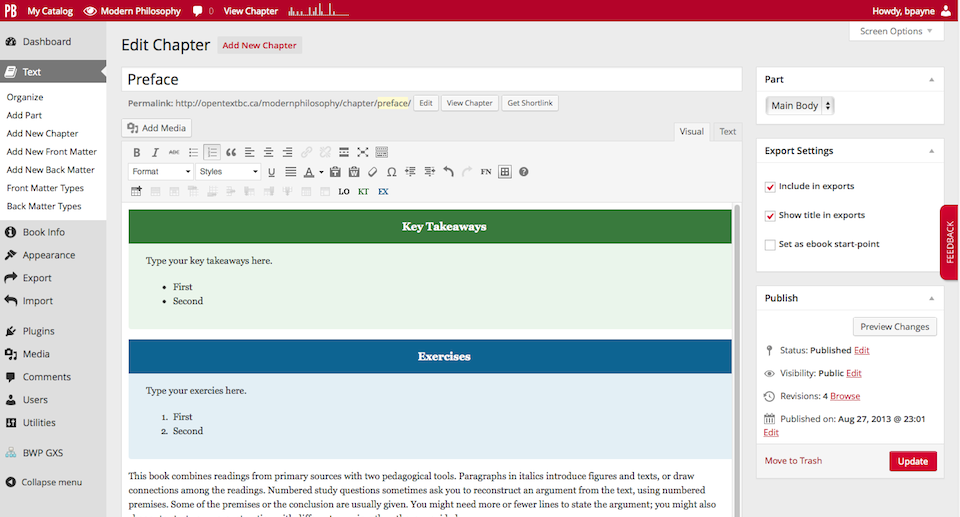 PB My Catalog Modern Philosophy 0 View Chapter Howdy, bpayne
Screen Options
Dashboard
Text
Organize
Add Part
Add New Chapter
Add New Front Matter
Add New Back Matter
Front Matter Types
Back Matter Types
Book Info
Appearance
Export
Import
Plugins
Media
Comments
Users
Utilities
BWP GXS
Collapse menu
Edit Chapter Add New Chapter
Preface
Permalink: http://opentextbc.ca/modernphilosophy/chapter/preface/ Edit View Chapter Get Shortlink
Add Media Visual Text
B I ABC
Format Styles U A T W Ω FN ?
LO KT EX
Key Takeaways
Type your key takeaways here.
• First
• Second
Exercises
Type your exercies here.
1. First
2. Second
This book combines readings from primary sources with two pedagogical tools. Paragraphs in italics introduce figures and texts, or draw
connections among the readings. Numbered study questions sometimes ask you to reconstruct an argument from the text, using numbered
premises. Some of the premises or the conclusion are usually given. You might need more or fewer lines to state the argument; you might also
Part
Main Body
Export Settings
Include in exports
Show title in exports
Set as ebook start-point
FEEDBACK
Publish
Preview Changes
Status: Published Edit
Visibility: Public Edit
Revisions: 4 Browse
Published on: Aug 27, 2013 @ 23:01
Edit
Move to Trash Update